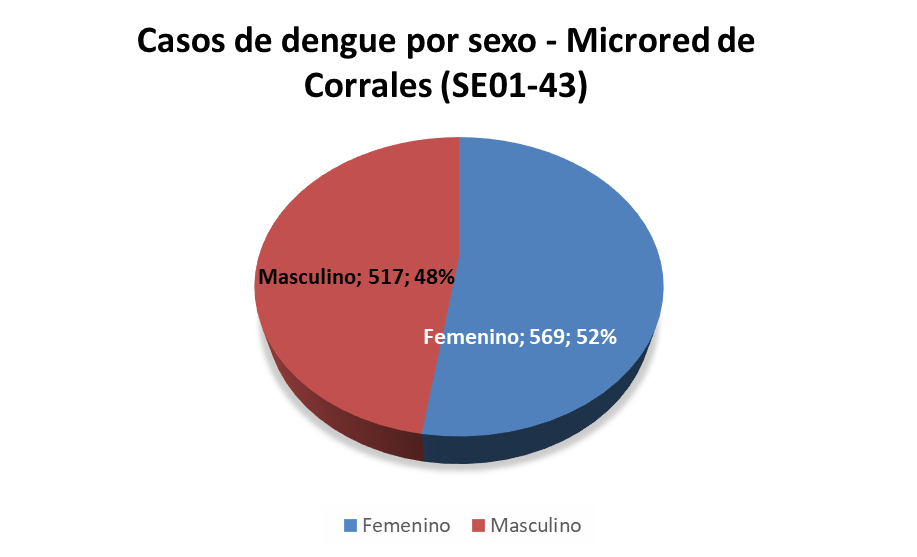 Casos de dengue por sexo - Microred de
Corrales (SE01-43)
Masculino; 517; 48%
Femenino; 569; 52%
Femenino
Masculino